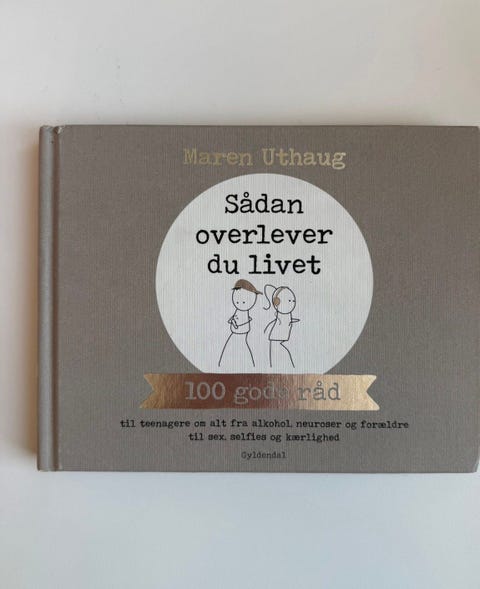 Maren Uthaug
Sådan
overlever
du livet
100 gode råd
til teenagere om alt fra alkohol, neuroser og forældre
til sex, selfies og kærlighed
Gyldendal